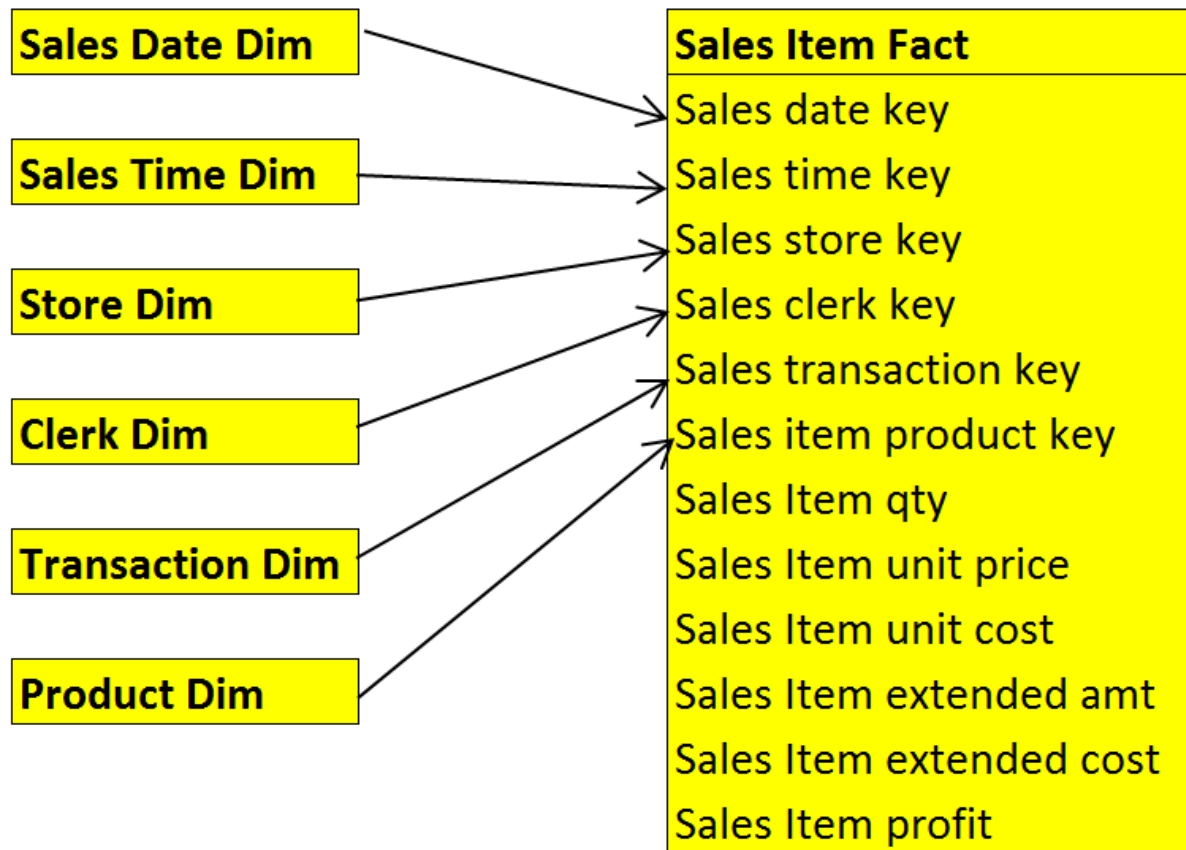 Sales Date Dim
Sales Time Dim
Store Dim
Clerk Dim
Transaction Dim
Product Dim
Sales Item Fact
Sales date key
Sales time key
Sales store key
Sales clerk key
Sales transaction key
Sales item product key
Sales Item qty
Sales Item unit price
Sales Item unit cost
Sales Item extended amt
Sales Item extended cost
Sales Item profit